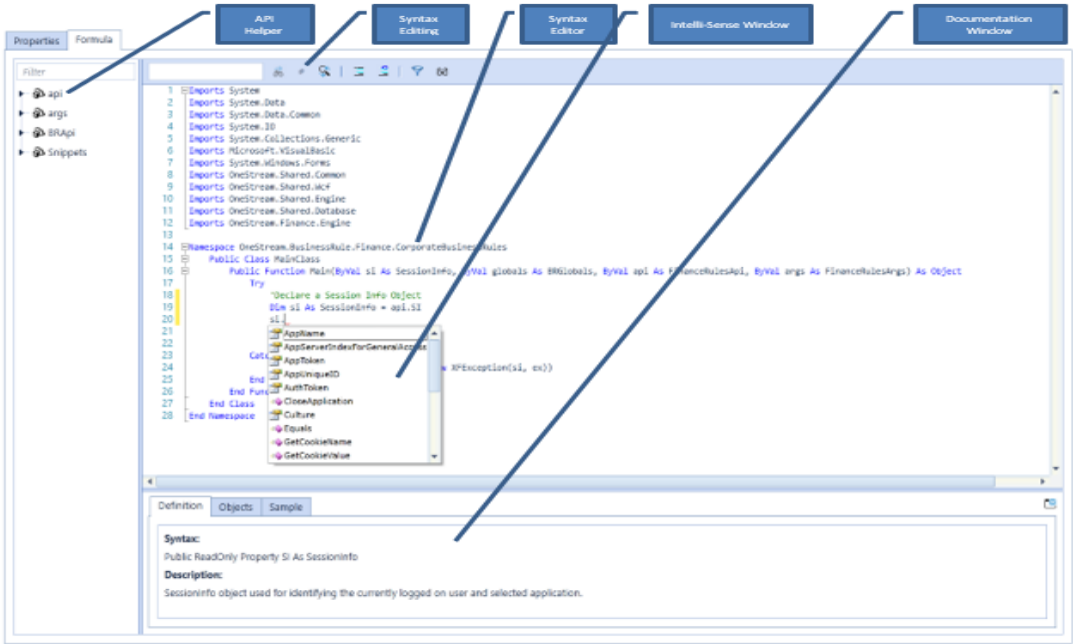 API
Helper
Syntax
Editing
Syntax
Editor
Intelli-Sense Window
Documentation
Window
Properties
Formula
Filter
api
args
BRApi
Snippets
1 Imports System
2 Imports System.Data
3 Imports System.Data.Common
4 Imports System.IO
5 Imports System.Collections.Generic
6 Imports Microsoft.VisualBasic
7 Imports System.Windows.Forms
8 Imports OneStream.Shared.Common
9 Imports OneStream.Shared.Wcf
10 Imports OneStream.Shared.Engine
11 Imports OneStream.Shared.Database
12 Imports OneStream.Finance.Engine
13
14 Namespace OneStream.BusinessRule.Finance.CorporateBusinessRules
15 Public Class MainClass
16 Public Function Main(ByVal si As SessionInfo, ByVal globals As BRGlobals, ByVal api As FinanceRulesApi, ByVal args As FinanceRulesArgs) As Object
17 Try
18 'Declare a Session Info Object
19 Dim si As SessionInfo = api.SI
20 si.
21
22
23 Catc
24 XFException(si, ex))
25 End
26 End Func
27 End Class
28 End Namespace
AppName
AppServerIndexForGeneralAccess
AppToken
AppUniqueID
AuthToken
CloseApplication
Culture
Equals
GetCookieName
GetCookieValue
Definition
Objects
Sample
Syntax:
Public ReadOnly Property SI As SessionInfo
Description:
SessionInfo object used for identifying the currently logged on user and selected application.